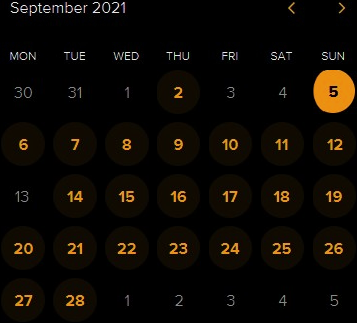 September 2021
MON TUE WED THU FRI SAT SUN
30 31 1 2 3 4 5
6 7 8 9 10 11 12
13 14 15 16 17 18 19
20 21 22 23 24 25 26
27 28 1 2 3 4 5